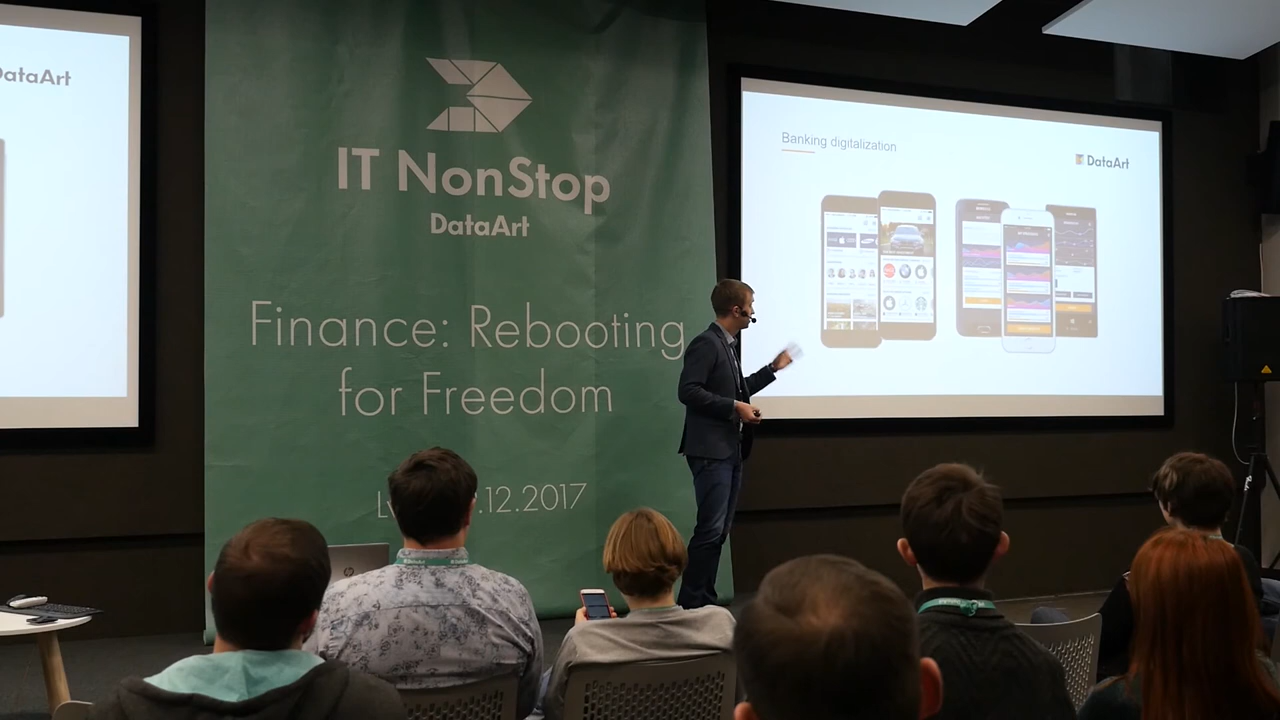 DataArt
IT NonStop
DataArt
Finance: Rebooting
for Freedom
.12.2017
Banking digitalization
DataArt